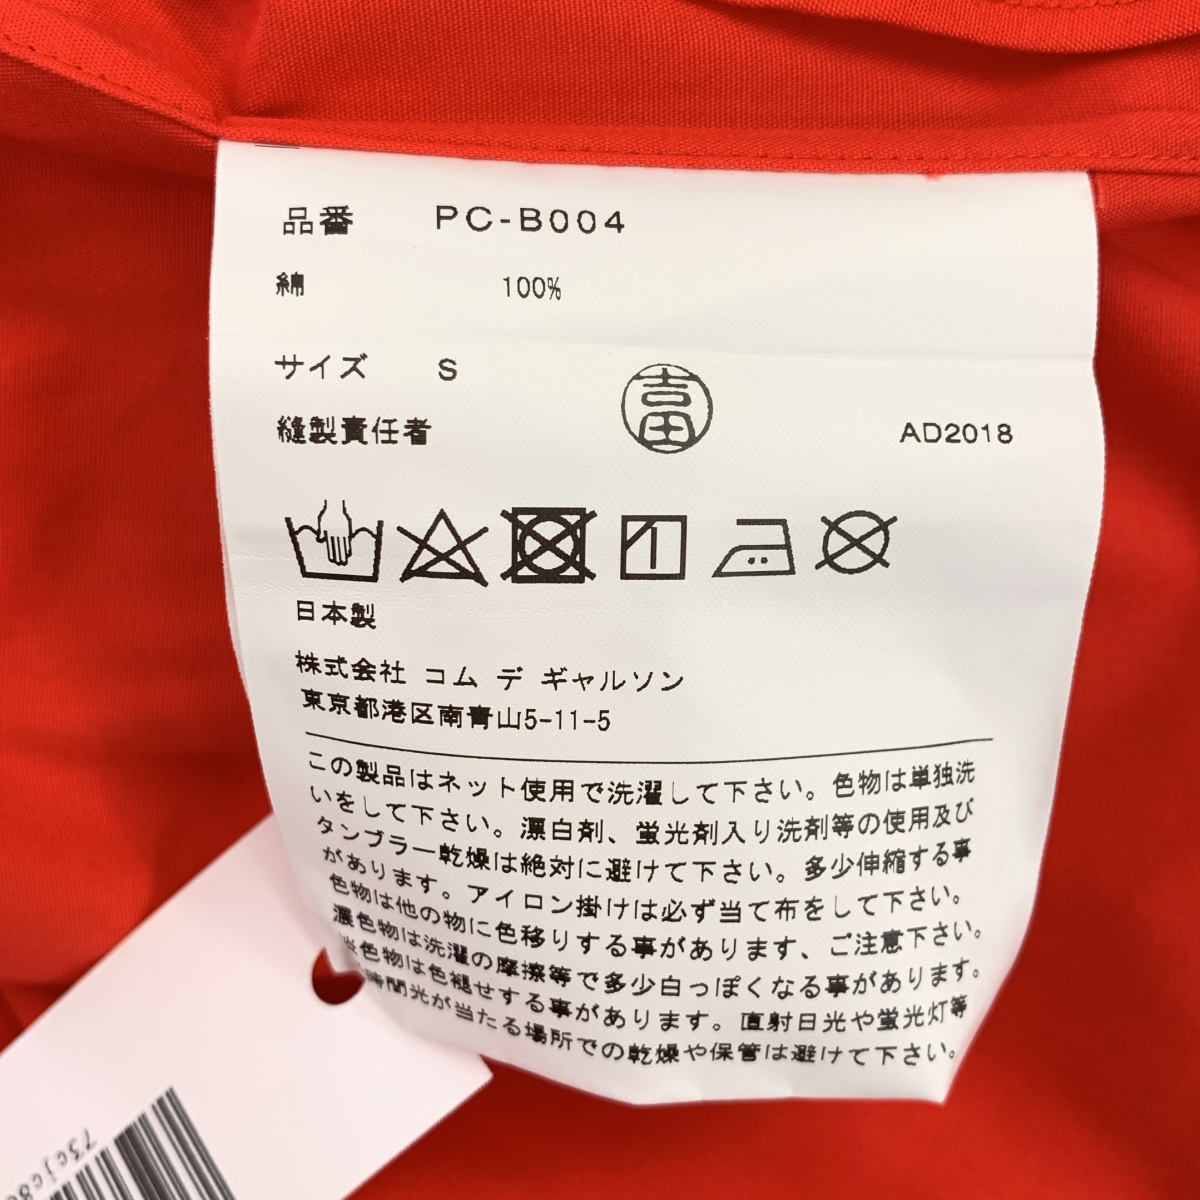 品番 PC-B004
綿 100%
サイズ S
縫製責任者 吉田 AD2018
日本製
株式会社 コム デ ギャルソン
東京都港区南青山5-11-5
この製品はネット使用で洗濯して下さい。色物は単独洗
いをして下さい。漂白剤、蛍光剤入り洗剤等の使用及び
タンブラー乾燥は絶対に避けて下さい。多少伸縮する事
があります。アイロン掛けは必ず当て布をして下さい。
色物は他の物に色移りする事があります、ご注意下さい。
濃色物は洗濯の摩擦等で多少白っぽくなる事があります。
淡色物は色褪せする事があります。直射日光や蛍光灯等
時間光が当たる場所での乾燥や保管は避けて下さい。